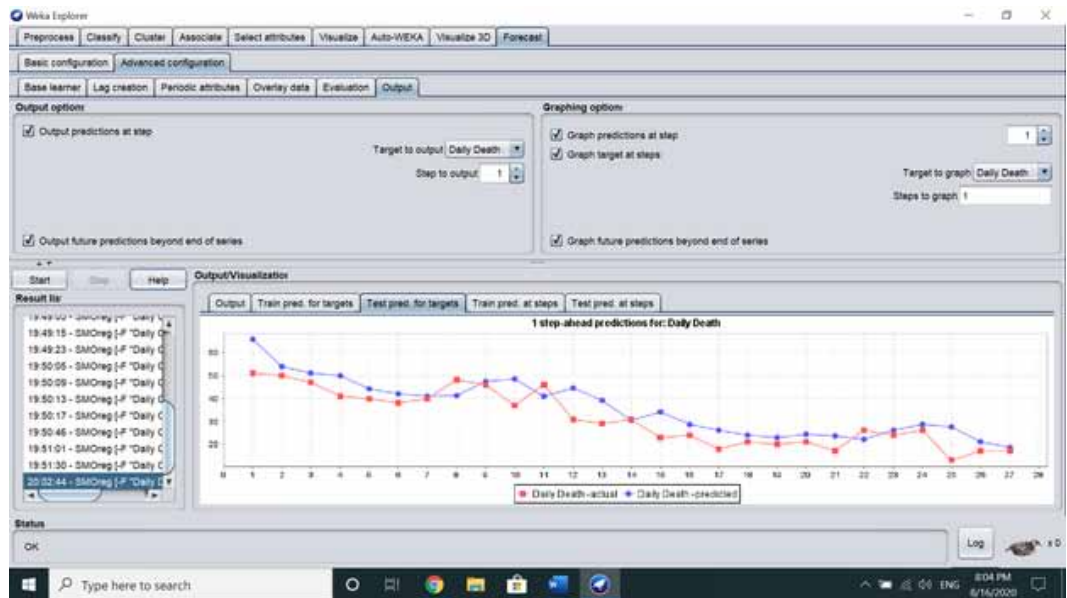 Weka Explorer
Preprocess Classify Cluster Associate Select attributes Visualize Auto-WEKA Visualize 3D Forecast
Basic configuration Advanced configuration
Base learner Lag creation Periodic attributes Overlay data Evaluation Output
Output options
Output predictions at step
Target to output Daily Death
Step to output 1
Output future predictions beyond end of series
Graphing options
Graph predictions at step 1
Graph target at steps
Target to graph Daily Death
Steps to graph 1
Graph future predictions beyond end of series
Start Stop Help
Result list
19:49:03 - SMOreg [-F "Daily
19:49:15 - SMOreg [-F "Daily
19:49:23 - SMOreg [-F "Daily
19:50:05 - SMOreg [-F "Daily
19:50:09 - SMOreg [-F "Daily
19:50:13 - SMOreg [-F "Daily
19:50:17 - SMOreg [-F "Daily
19:50:46 - SMOreg [-F "Daily
19:51:01 - SMOreg [-F "Daily
19:51:30 - SMOreg [-F "Daily
20:02:44 - SMOreg [-F "Daily
Output/Visualization
Output Train pred. for targets Test pred. for targets Train pred. at steps Test pred. at steps
1 step-ahead predictions for: Daily Death
60
50
40
30
20
0 1 2 3 4 5 6 7 8 9 10 11 12 13 14 15 16 17 18 19 20 21 22 23 24 25 26 27 28
Daily Death-actual Daily Death-predicted
Status
OK
Log x 0
Type here to search
ENG
8:04 PM
6/16/2020